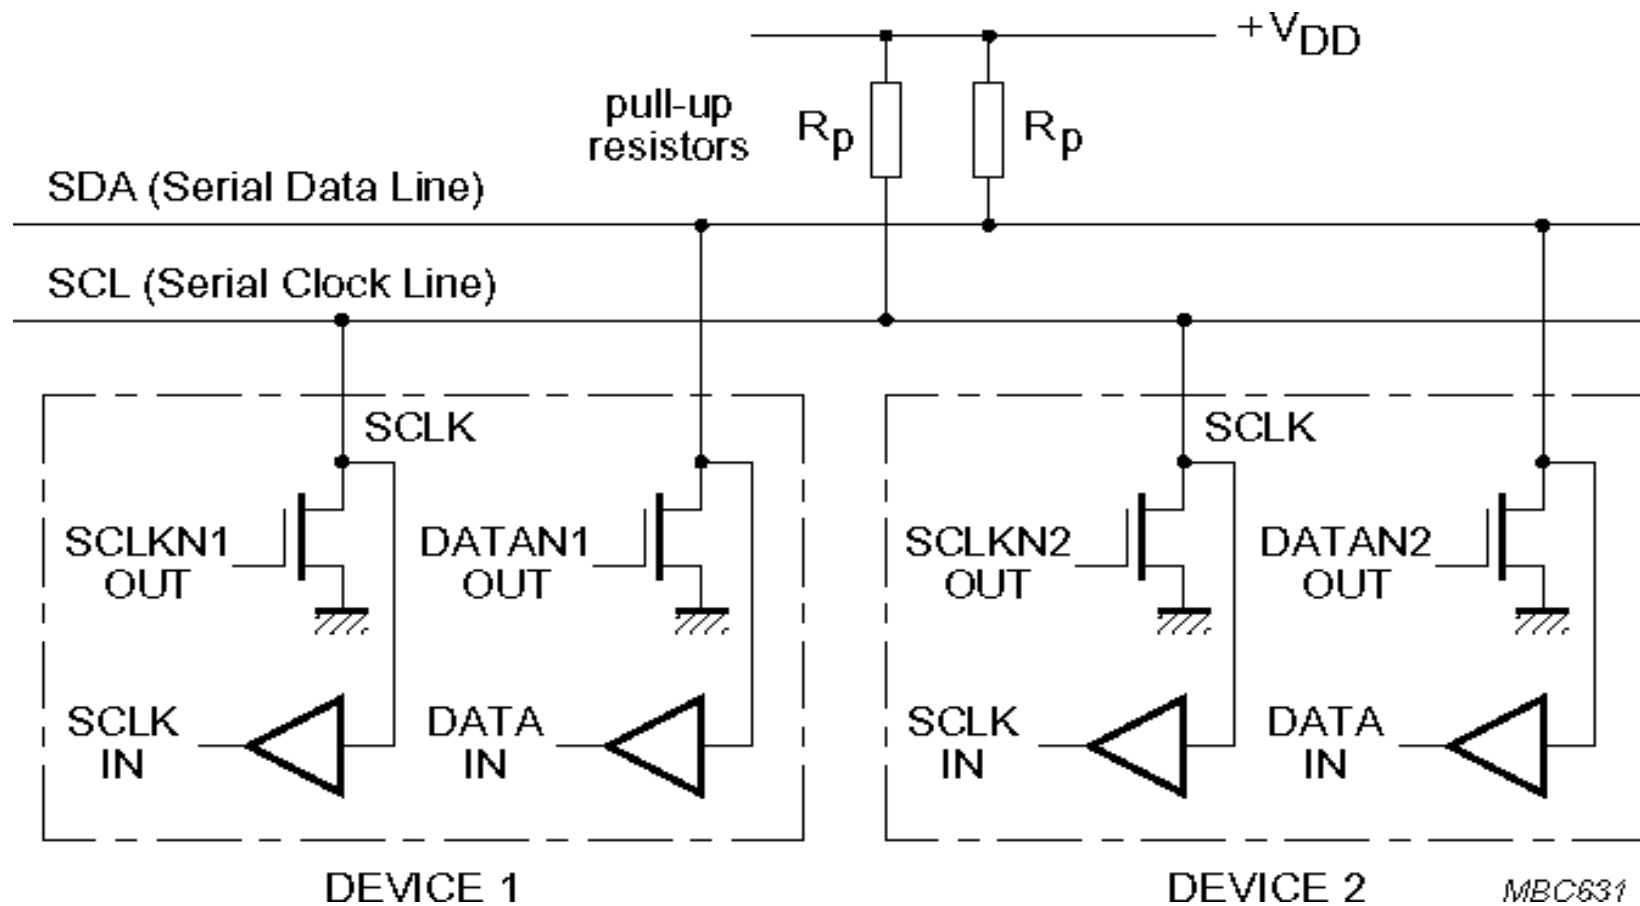 +VDD
pull-up
resistors
Rp
Rp
SDA (Serial Data Line)
SCL (Serial Clock Line)
SCLK
SCLK
SCLKN1
OUT
DATAN1
OUT
SCLKN2
OUT
DATAN2
OUT
SCLK
IN
DATA
IN
SCLK
IN
DATA
IN
DEVICE 1
DEVICE 2
MBC631